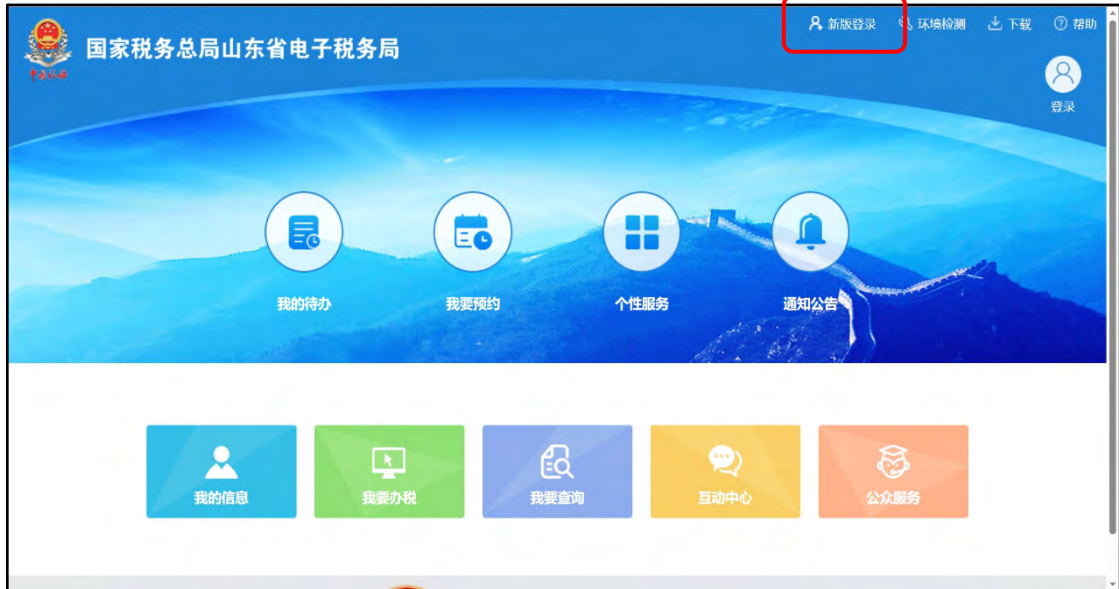 新版登录 环境检测 下载 帮助
国家税务总局山东省电子税务局
登录
我的待办 我要预约 个性服务 通知公告
我的信息 我要办税 我要查询 互动中心 公众服务